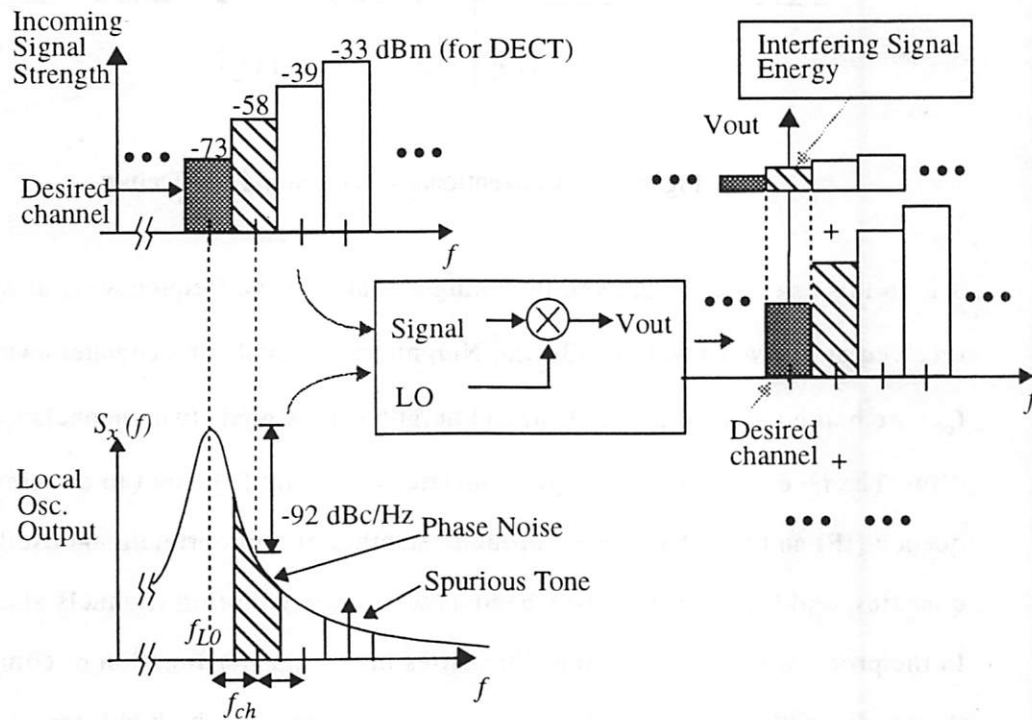 Incoming
Signal
Strength
-33 dBm (for DECT)
-39
-58
-73
Desired
channel
f
Interfering Signal
Energy
Vout
+
Signal
Vout
LO
f
Desired
channel
+
Sx(f)
Local
Osc.
Output
-92 dBc/Hz
Phase Noise
Spurious Tone
fLO
fch
f